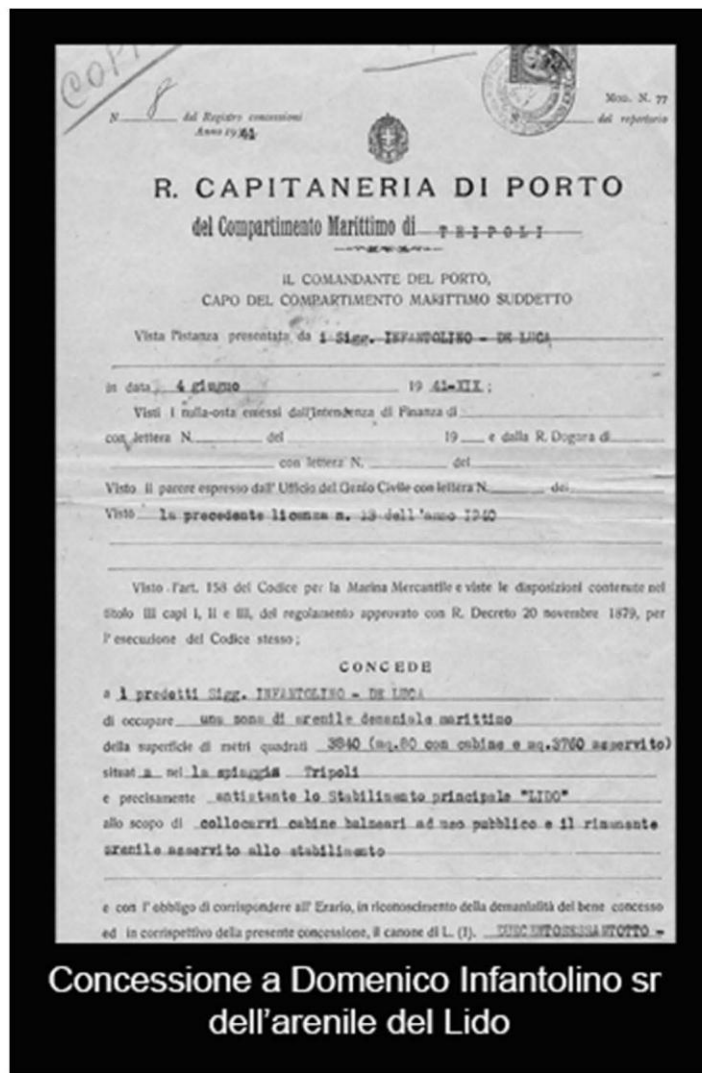 COPI
N 8 del Registro concessioni
Anno 1941
Mod. N. 77
del repertorio
R. CAPITANERIA DI PORTO
del Compartimento Marittimo di TRIPOLI
IL COMANDANTE DEL PORTO,
CAPO DEL COMPARTIMENTO MARITTIMO SUDDETTO
Vista l'istanza presentata da i Sigg. INFANTOLINO - DE LUCA
in data 4 giugno 19 41-XIX ;
Visti i nulla-osta emessi dall'Intendenza di Finanza di
con lettera N. del 19 e dalla R. Dogara di
con lettera N. del
Visto il parere espresso dall' Ufficio del Genio Civile con lettera N. del
Visto la precedente licenza n. 13 dell'anno 1940
Visto l'art. 158 del Codice per la Marina Mercantile e viste le disposizioni contenute nel
titolo III capi I, II e III, del regolamento approvato con R. Decreto 20 novembre 1879, per
l' esecuzione del Codice stesso ;
CONCEDE
a i predetti Sigg. INFANTOLINO - DE LUCA
di occupare una zona di arenile demaniale marittimo
della superficie di metri quadrati 3840 (mq.80 con cabine e mq.3760 asservito)
situat a nel la spiaggia Tripoli
e precisamente antistante lo Stabilimento principale "LIDO"
allo scopo di collocarvi cabine balneari ad uso pubblico e il rimanente
arenile asservito allo stabilimento
e con l' obbligo di corrispondere all' Erario, in riconoscimento della demanialità del bene concesso
ed in corrispettivo della presente concessione, il canone di L. (1). DUECENTOSESSANTOTTO -
Concessione a Domenico Infantolino sr
dell'arenile del Lido